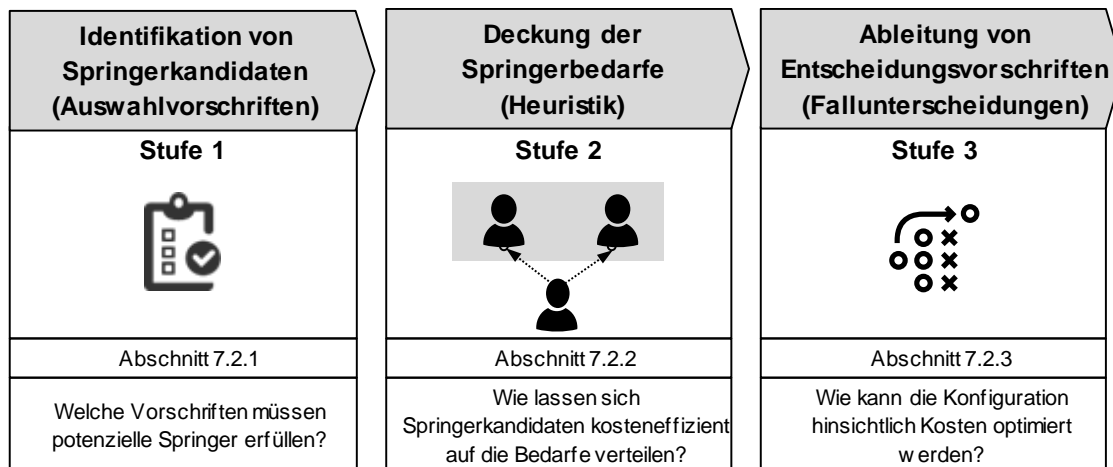 Identifikation von
Springerkandidaten
(Auswahlvorschriften)
Stufe 1
Abschnitt 7.2.1
Welche Vorschriften müssen
potenzielle Springer erfüllen?
Deckung der
Springerbedarfe
(Heuristik)
Stufe 2
Abschnitt 7.2.2
Wie lassen sich
Springerkandidaten kosteneffizient
auf die Bedarfe verteilen?
Ableitung von
Entscheidungsvorschriften
(Fallunterscheidungen)
Stufe 3
Abschnitt 7.2.3
Wie kann die Konfiguration
hinsichtlich Kosten optimiert
werden?